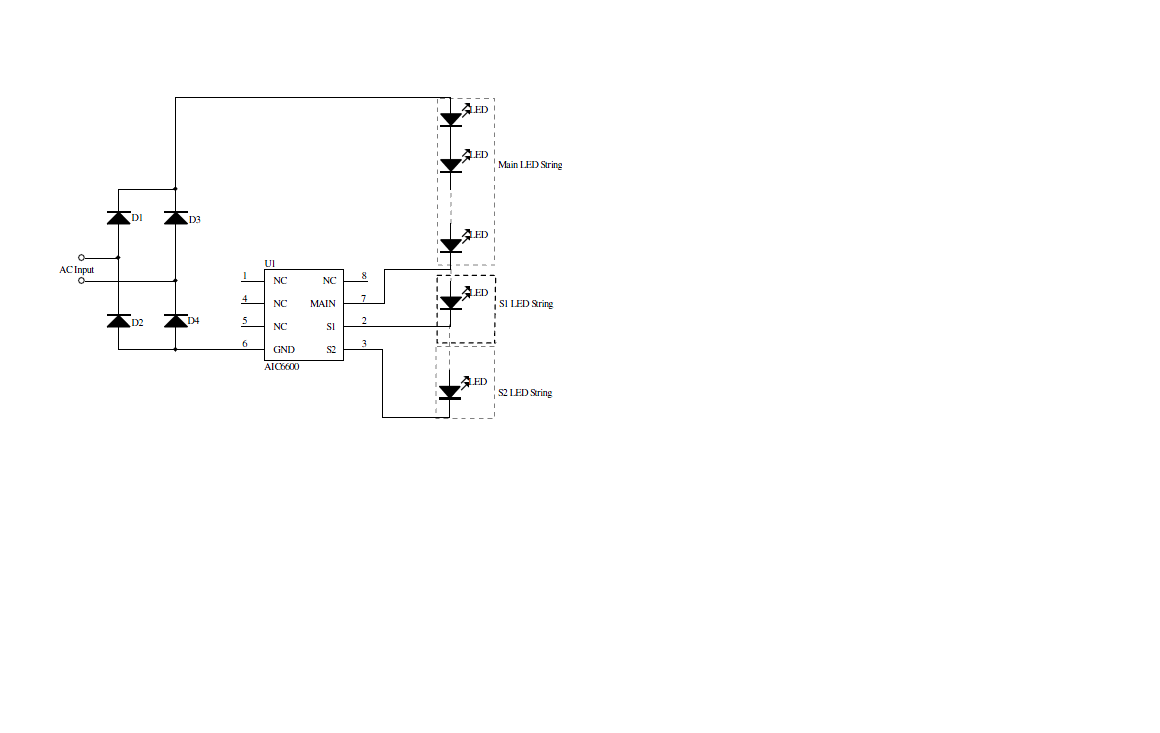 LED
LED
Main LED String
D1
D3
LED
AC Input
U1
1 NC NC 8
4 NC MAIN 7
5 NC S1 2
6 GND S2 3
AIC6600
LED
S1 LED String
D2
D4
LED
S2 LED String